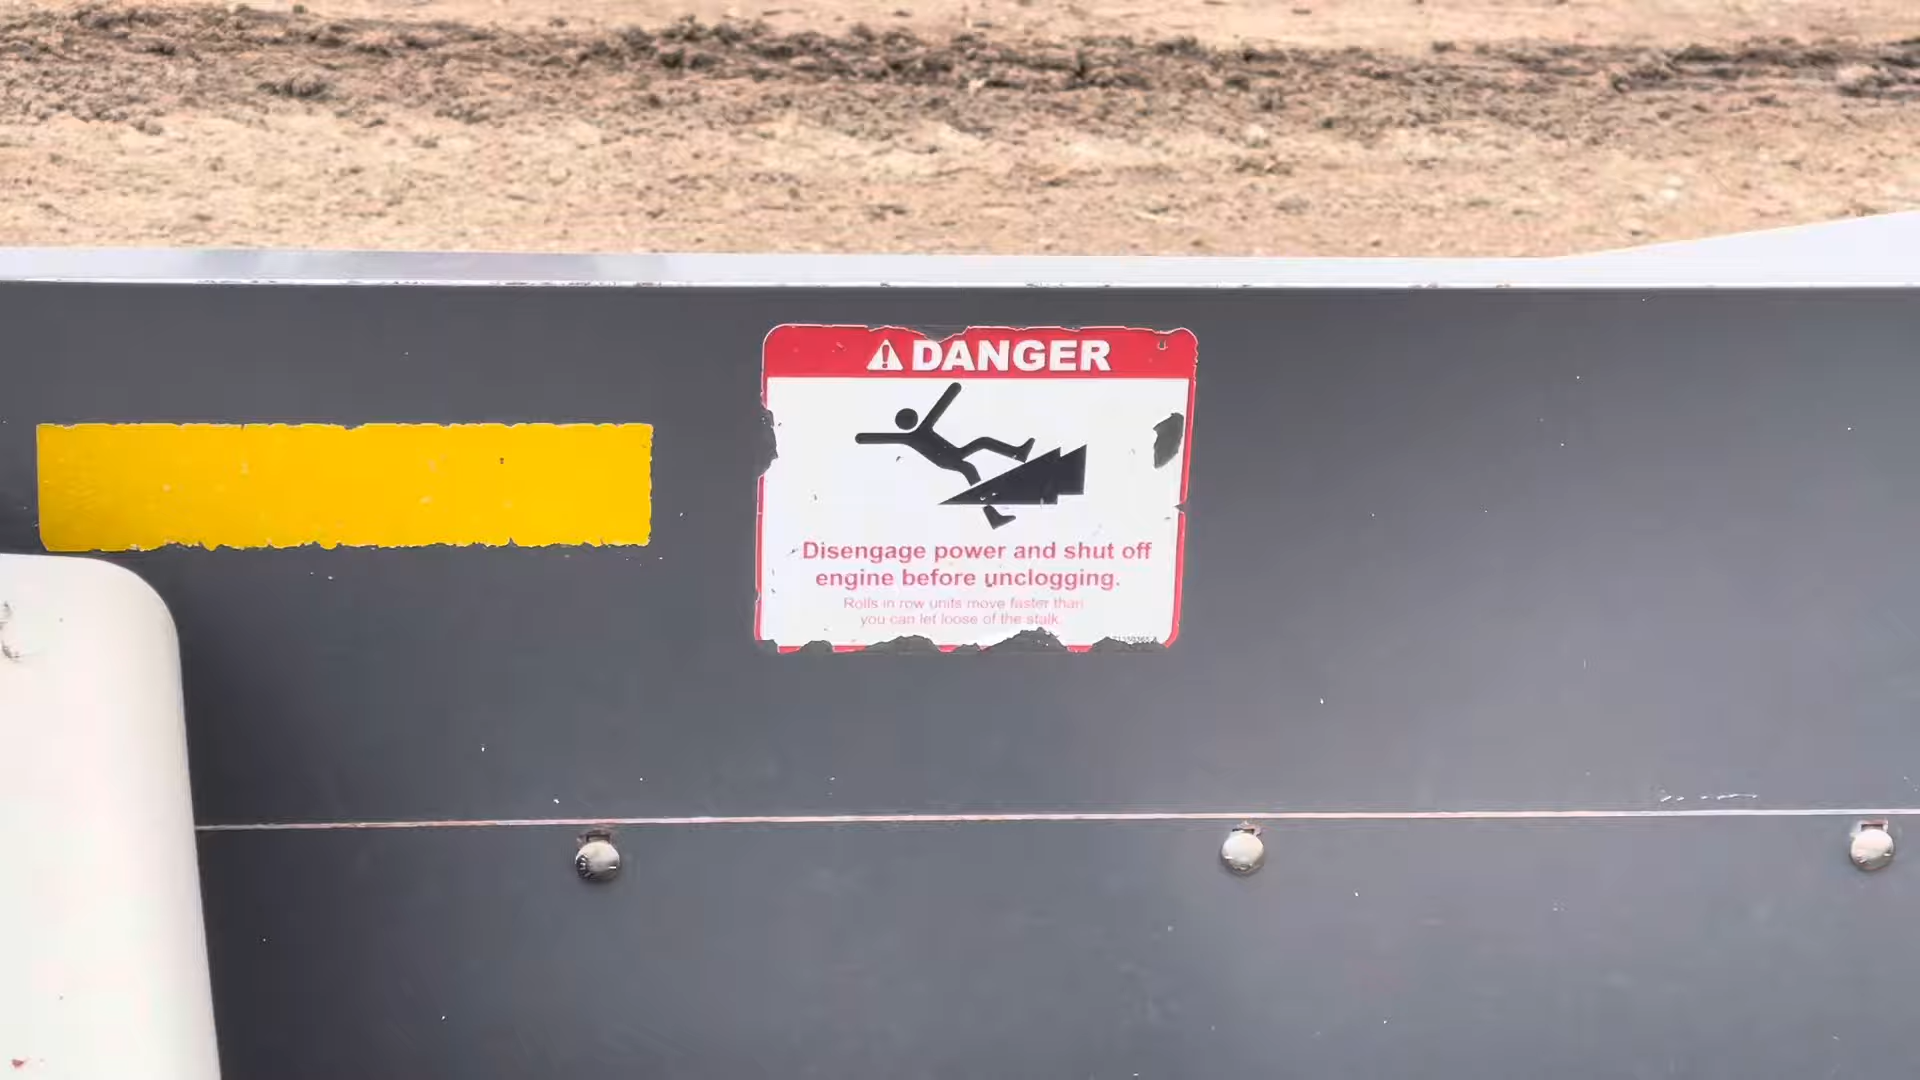 DANGER
Disengage power and shut off
engine before unclogging.
Rolls in row units move faster than
you can let loose of the stalk.